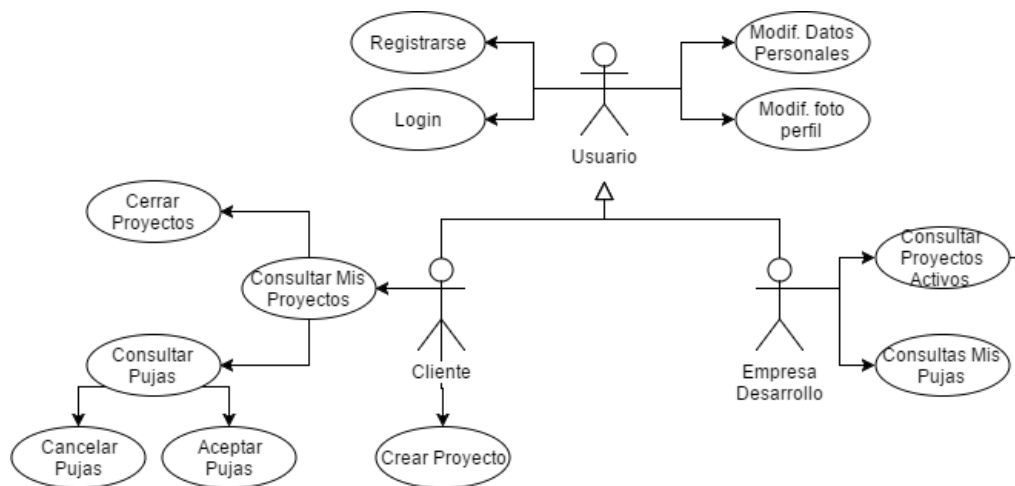 Registrarse
Modif. Datos
Personales
Login
Modif. foto
perfil
Usuario
Cerrar
Proyectos
Consultar Mis
Proyectos
Consultar
Proyectos
Activos
Consultar
Pujas
Cliente
Empresa
Desarrollo
Consultas Mis
Pujas
Cancelar
Pujas
Aceptar
Pujas
Crear Proyecto